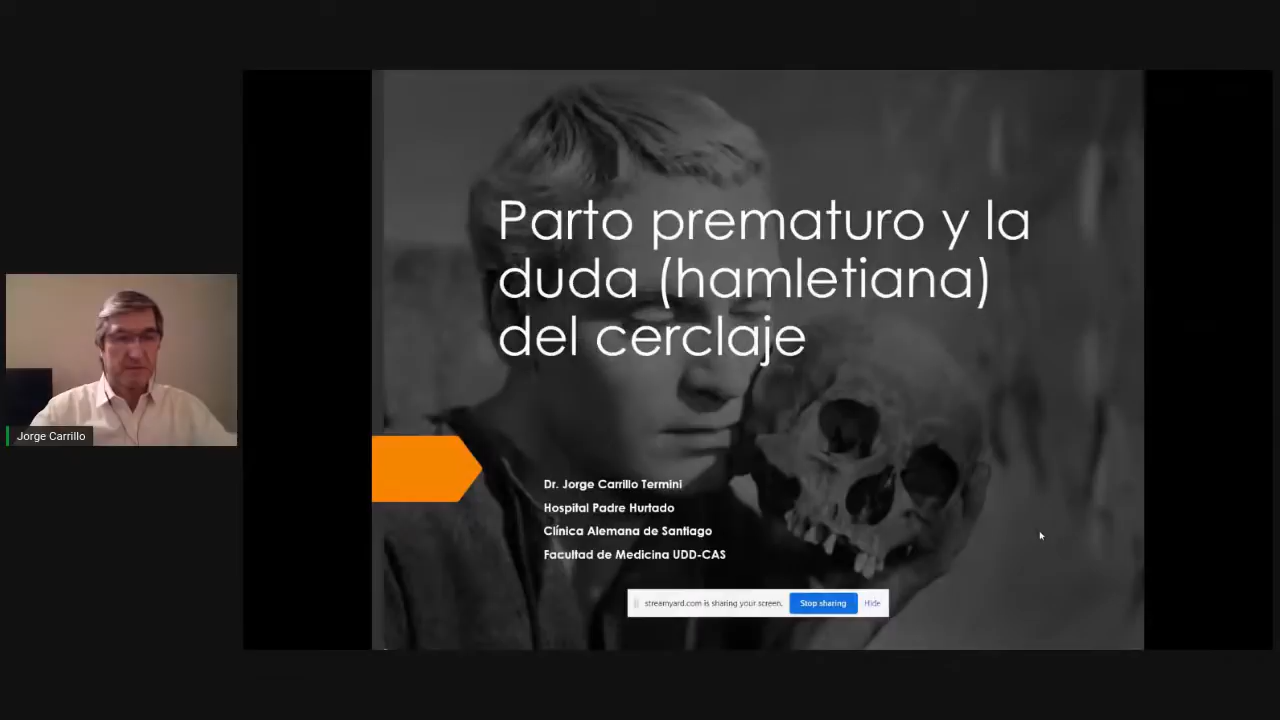 Parto prematuro y la
duda (hamletiana)
del cerclaje
Jorge Carrillo
Dr. Jorge Carrillo Termini
Hospital Padre Hurtado
Clínica Alemana de Santiago
Facultad de Medicina UDD-CAS
streamyard.com is sharing your screen.
Stop sharing
Hide